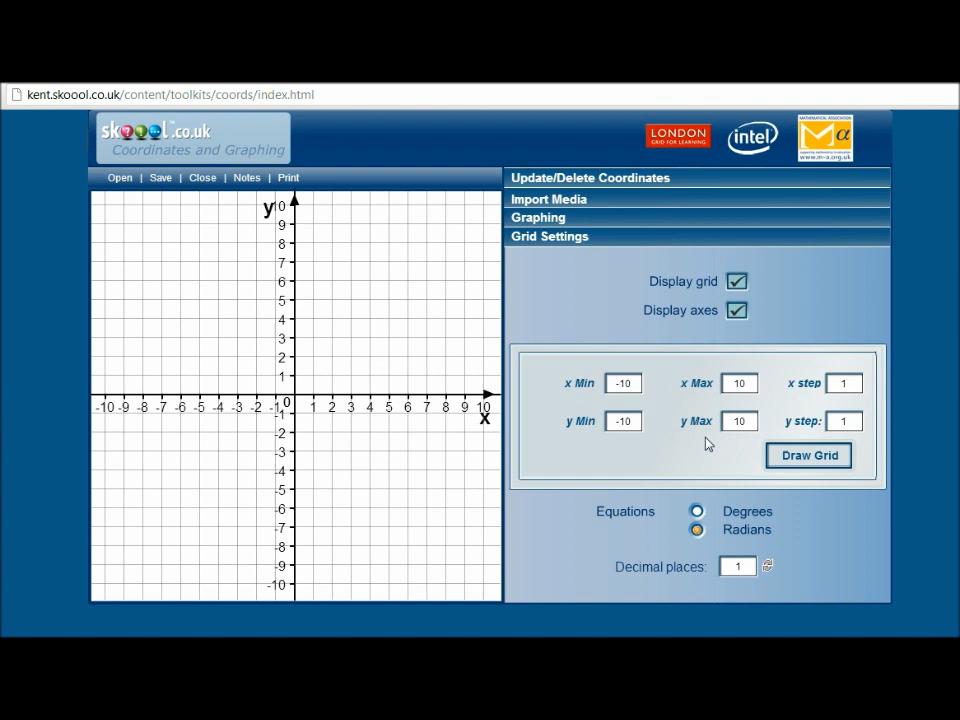 kent.skoool.co.uk/content/toolkits/coords/index.html
skoool.co.uk
Coordinates and Graphing
LONDON
GRID FOR LEARNING
intel
MATHEMATICAL ASSOCIATION
Mα
www.m-a.org.uk
Open | Save | Close | Notes | Print
Update/Delete Coordinates
Import Media
Graphing
Grid Settings
y
10
9
8
7
6
5
4
3
2
1
0
-10 -9 -8 -7 -6 -5 -4 -3 -2 -1 1 2 3 4 5 6 7 8 9 10
x
-1
-2
-3
-4
-5
-6
-7
-8
-9
-10
Display grid
Display axes
x Min -10 x Max 10 x step 1
y Min -10 y Max 10 y step: 1
Draw Grid
Equations Degrees
Radians
Decimal places: 1